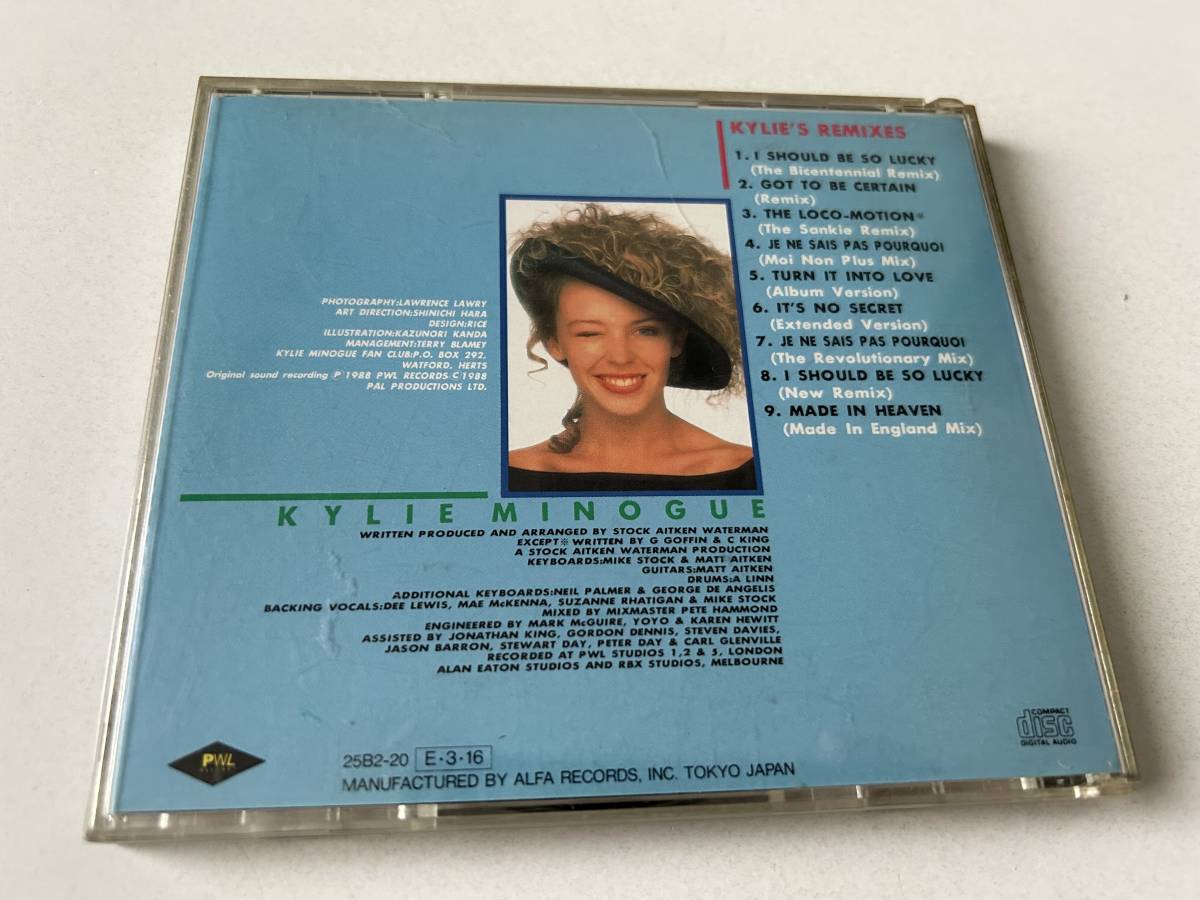 KYLIE'S REMIXES
1. I SHOULD BE SO LUCKY
(The Bicentennial Remix)
2. GOT TO BE CERTAIN
(Remix)
3. THE LOCO-MOTION※
(The Sankie Remix)
4. JE NE SAIS PAS POURQUOI
(Moi Non Plus Mix)
5. TURN IT INTO LOVE
(Album Version)
6. IT'S NO SECRET
(Extended Version)
7. JE NE SAIS PAS POURQUOI
(The Revolutionary Mix)
8. I SHOULD BE SO LUCKY
(New Remix)
9. MADE IN HEAVEN
(Made In England Mix)
PHOTOGRAPHY:LAWRENCE LAWRY
ART DIRECTION:SHINICHI HARA
DESIGN:RICE
ILLUSTRATION:KAZUNORI KANDA
MANAGEMENT:TERRY BLAMEY
KYLIE MINOGUE FAN CLUB:P.O. BOX 292,
WATFORD, HERTS
Original sound recording ℗ 1988 PWL RECORDS © 1988
PAL PRODUCTIONS LTD.
KYLIE MINOGUE
WRITTEN PRODUCED AND ARRANGED BY STOCK AITKEN WATERMAN
EXCEPT※ WRITTEN BY G GOFFIN & C KING
A STOCK AITKEN WATERMAN PRODUCTION
KEYBOARDS:MIKE STOCK & MATT AITKEN
GUITARS:MATT AITKEN
DRUMS:A LINN
ADDITIONAL KEYBOARDS:NEIL PALMER & GEORGE DE ANGELIS
BACKING VOCALS:DEE LEWIS, MAE McKENNA, SUZANNE RHATIGAN & MIKE STOCK
MIXED BY MIXMASTER PETE HAMMOND
ENGINEERED BY MARK McGUIRE, YOYO & KAREN HEWITT
ASSISTED BY JONATHAN KING, GORDON DENNIS, STEVEN DAVIES,
JASON BARRON, STEWART DAY, PETER DAY & CARL GLENVILLE
RECORDED AT PWL STUDIOS 1,2 & 5, LONDON
ALAN EATON STUDIOS AND RBX STUDIOS, MELBOURNE
PWL
25B2-20 E・3・16
MANUFACTURED BY ALFA RECORDS, INC. TOKYO JAPAN
COMPACT
disc
DIGITAL AUDIO